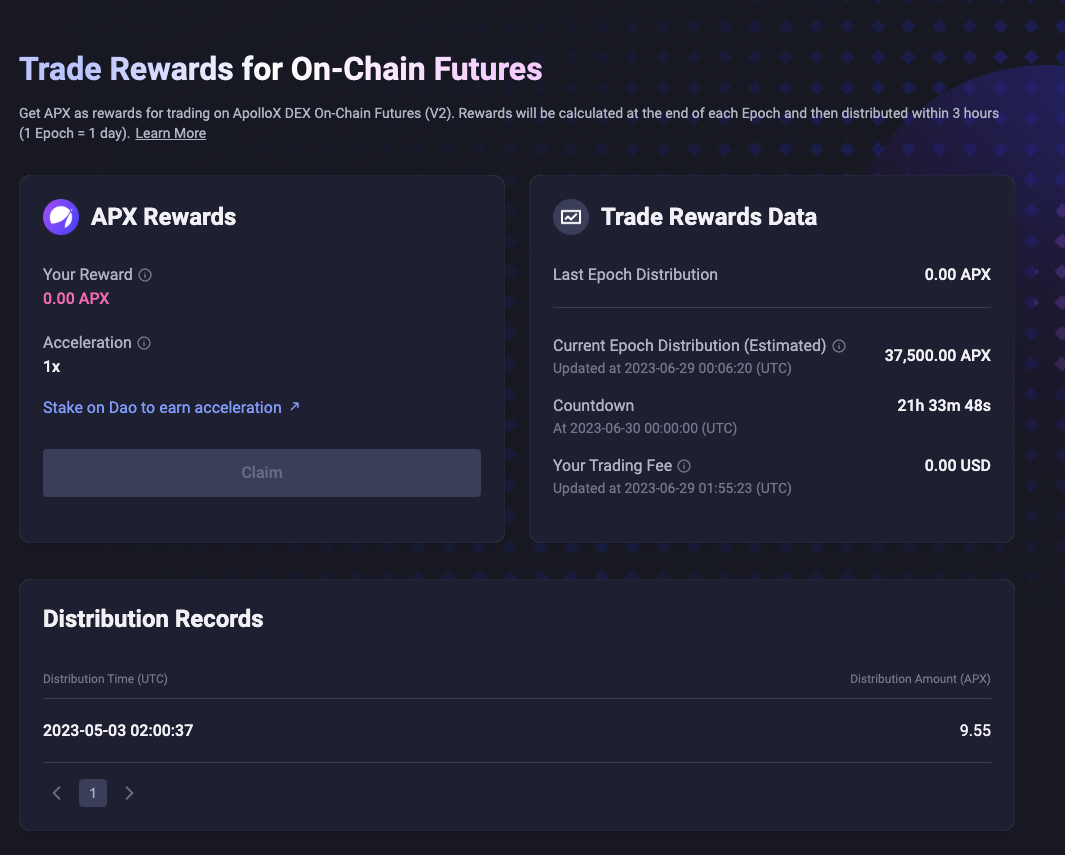 Trade Rewards for On-Chain Futures
Get APX as rewards for trading on ApolloX DEX On-Chain Futures (V2). Rewards will be calculated at the end of each Epoch and then distributed within 3 hours
(1 Epoch = 1 day). Learn More
APX Rewards
Your Reward
0.00 APX
Acceleration
1x
Stake on Dao to earn acceleration
Claim
Trade Rewards Data
Last Epoch Distribution 0.00 APX
Current Epoch Distribution (Estimated) 37,500.00 APX
Updated at 2023-06-29 00:06:20 (UTC)
Countdown 21h 33m 48s
At 2023-06-30 00:00:00 (UTC)
Your Trading Fee 0.00 USD
Updated at 2023-06-29 01:55:23 (UTC)
Distribution Records
Distribution Time (UTC) Distribution Amount (APX)
2023-05-03 02:00:37 9.55
1